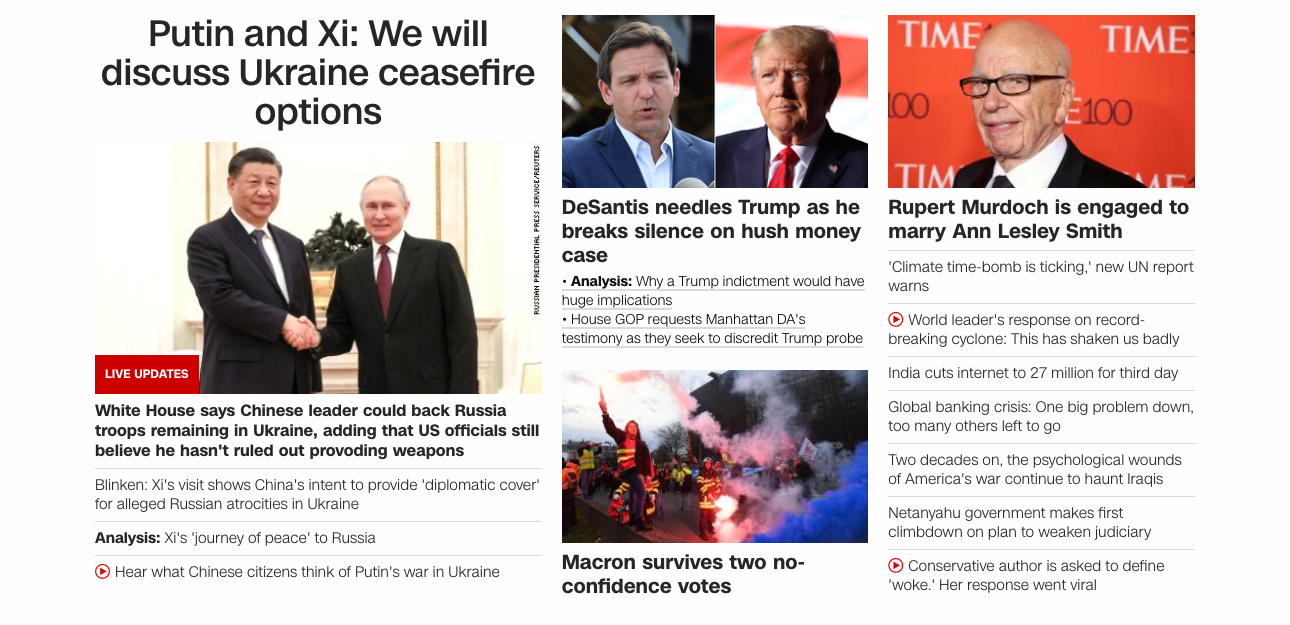 Putin and Xi: We will
discuss Ukraine ceasefire
options
RUSSIAN PRESIDENTIAL PRESS SERVICE/REUTERS
LIVE UPDATES
White House says Chinese leader could back Russia
troops remaining in Ukraine, adding that US officials still
believe he hasn't ruled out provoding weapons
Blinken: Xi's visit shows China's intent to provide 'diplomatic cover'
for alleged Russian atrocities in Ukraine
Analysis: Xi's 'journey of peace' to Russia
Hear what Chinese citizens think of Putin's war in Ukraine
DeSantis needles Trump as he
breaks silence on hush money
case
• Analysis: Why a Trump indictment would have
huge implications
• House GOP requests Manhattan DA's
testimony as they seek to discredit Trump probe
Macron survives two no-
confidence votes
TIME TIME
100 E100
TIME TIME
Rupert Murdoch is engaged to
marry Ann Lesley Smith
'Climate time-bomb is ticking,' new UN report
warns
World leader's response on record-
breaking cyclone: This has shaken us badly
India cuts internet to 27 million for third day
Global banking crisis: One big problem down,
too many others left to go
Two decades on, the psychological wounds
of America's war continue to haunt Iraqis
Netanyahu government makes first
climbdown on plan to weaken judiciary
Conservative author is asked to define
'woke.' Her response went viral